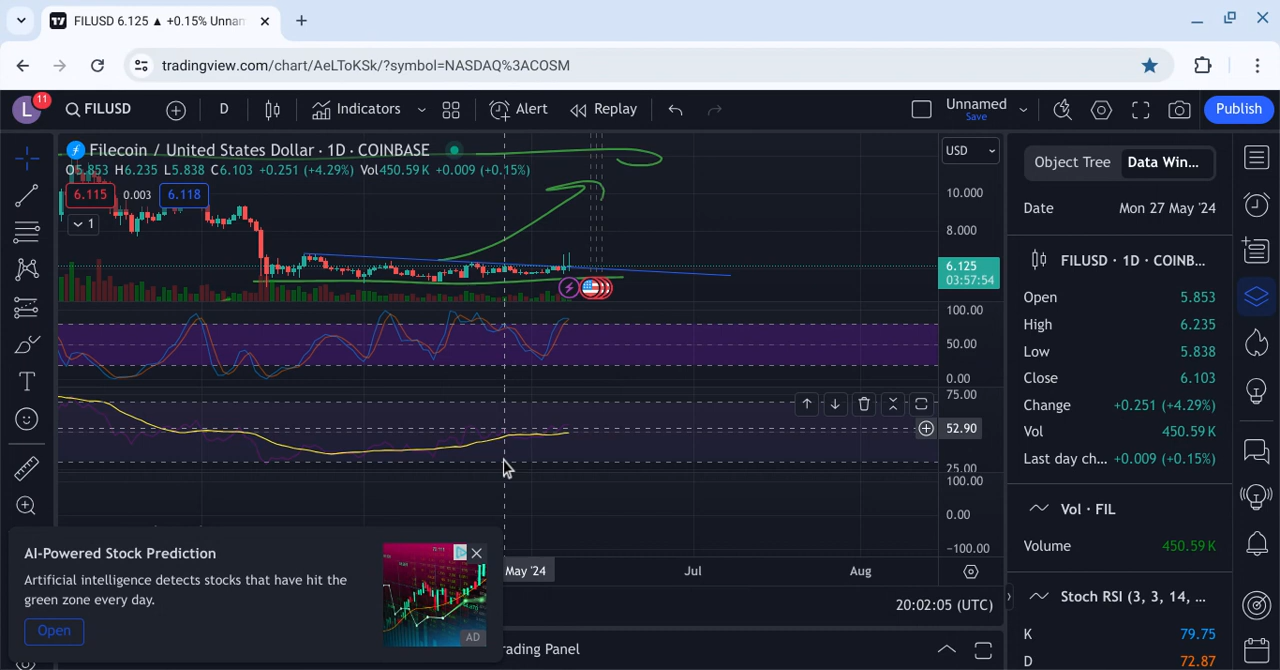 FILUSD 6.125 ▲ +0.15% Unnan
tradingview.com/chart/AeLToKSk/?symbol=NASDAQ%3ACOSM
L 11 FILUSD D Indicators Alert Replay Unnamed Save Publish
Filecoin / United States Dollar · 1D · COINBASE
O5.853 H6.235 L5.838 C6.103 +0.251 (+4.29%) Vol450.59 K +0.009 (+0.15%)
6.115 0.003 6.118
1
USD
10.000
8.000
6.125
03:57:54
100.00
50.00
0.00
75.00
52.90
25.00
100.00
0.00
−100.00
May '24 Jul Aug
20:02:05 (UTC)
rading Panel
AI-Powered Stock Prediction
Artificial intelligence detects stocks that have hit the
green zone every day.
Open
AD
Object Tree Data Win...
Date Mon 27 May '24
FILUSD · 1D · COINB...
Open 5.853
High 6.235
Low 5.838
Close 6.103
Change +0.251 (+4.29%)
Vol 450.59 K
Last day ch... +0.009 (+0.15%)
Vol · FIL
Volume 450.59 K
Stoch RSI (3, 3, 14, ...
K 79.75
D 72.87